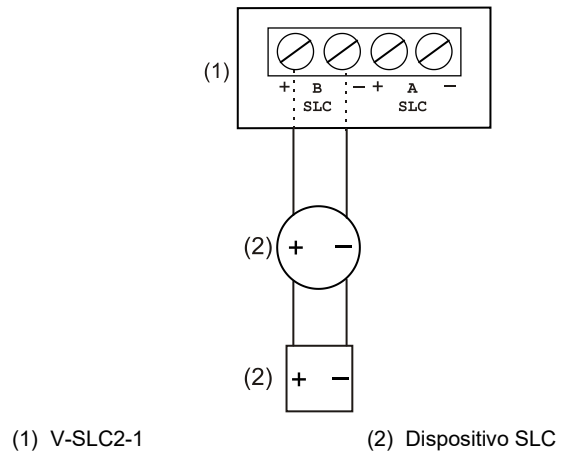 (1)
+ B − + A −
SLC SLC
(2) + −
(2) + −
(1) V-SLC2-1 (2) Dispositivo SLC